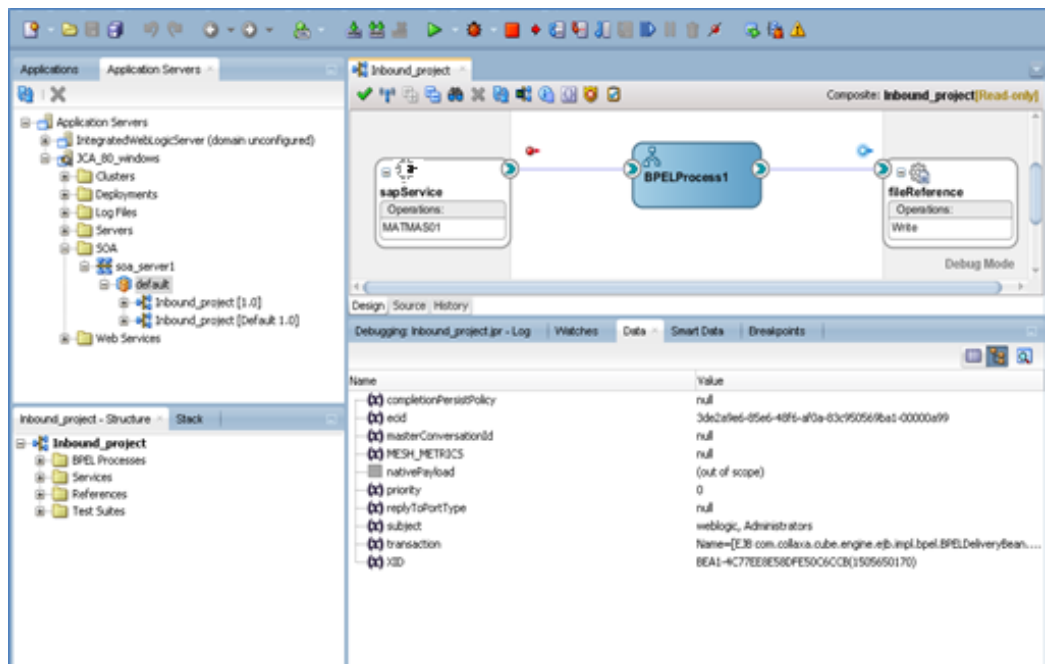 Applications Application Servers
Application Servers
IntegratedWebLogicServer (domain unconfigured)
JCA_80_windows
Clusters
Deployments
Log Files
Servers
SOA
soa_server1
default
Inbound_project [1.0]
Inbound_project [Default 1.0]
Web Services
Inbound_project - Structure Stack
Inbound_project
BPEL Processes
Services
References
Test Suites
Inbound_project
Composite: Inbound_project[Read-only]
sapService
Operations:
MATMAS01
BPELProcess1
fileReference
Operations:
Write
Debug Mode
Design Source History
Debugging: Inbound_project.jpr - Log Watches Data Smart Data Breakpoints
Name Value
completionPersistPolicy null
ecid 3de2a9e6-85e6-48f6-af0a-83c950569ba1-00000a99
masterConversationId null
MESH_METRICS null
nativePayload (out of scope)
priority 0
replyToPortType null
subject weblogic, Administrators
transaction Name=[EJB com.collaxa.cube.engine.ejb.impl.bpel.BPELDeliveryBean....
XID BEA1-4C77EE8E58DFE50C6CCB(1505650170)